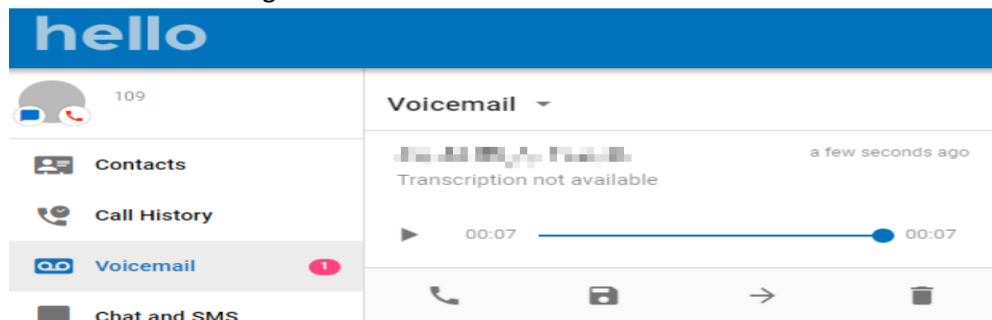 hello
109
Contacts
Call History
Voicemail 1
Chat and SMS
Voicemail
a few seconds ago
Transcription not available
00:07 00:07